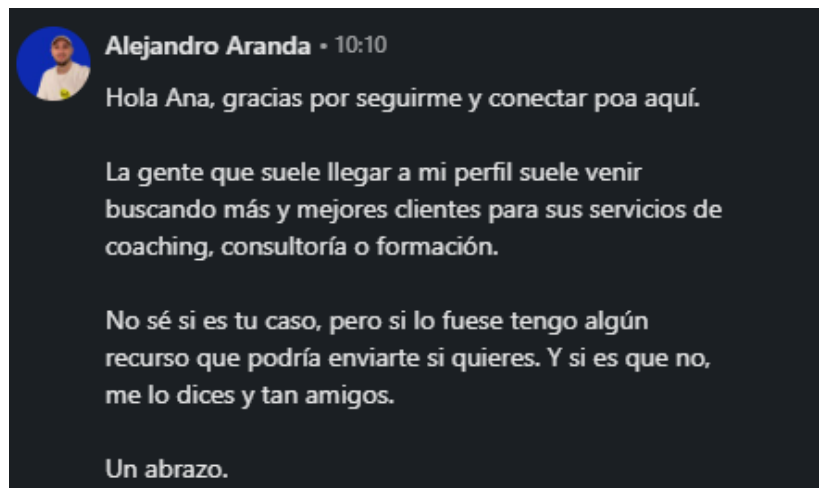 Alejandro Aranda • 10:10
Hola Ana, gracias por seguirme y conectar poa aquí.
La gente que suele llegar a mi perfil suele venir
buscando más y mejores clientes para sus servicios de
coaching, consultoría o formación.
No sé si es tu caso, pero si lo fuese tengo algún
recurso que podría enviarte si quieres. Y si es que no,
me lo dices y tan amigos.
Un abrazo.